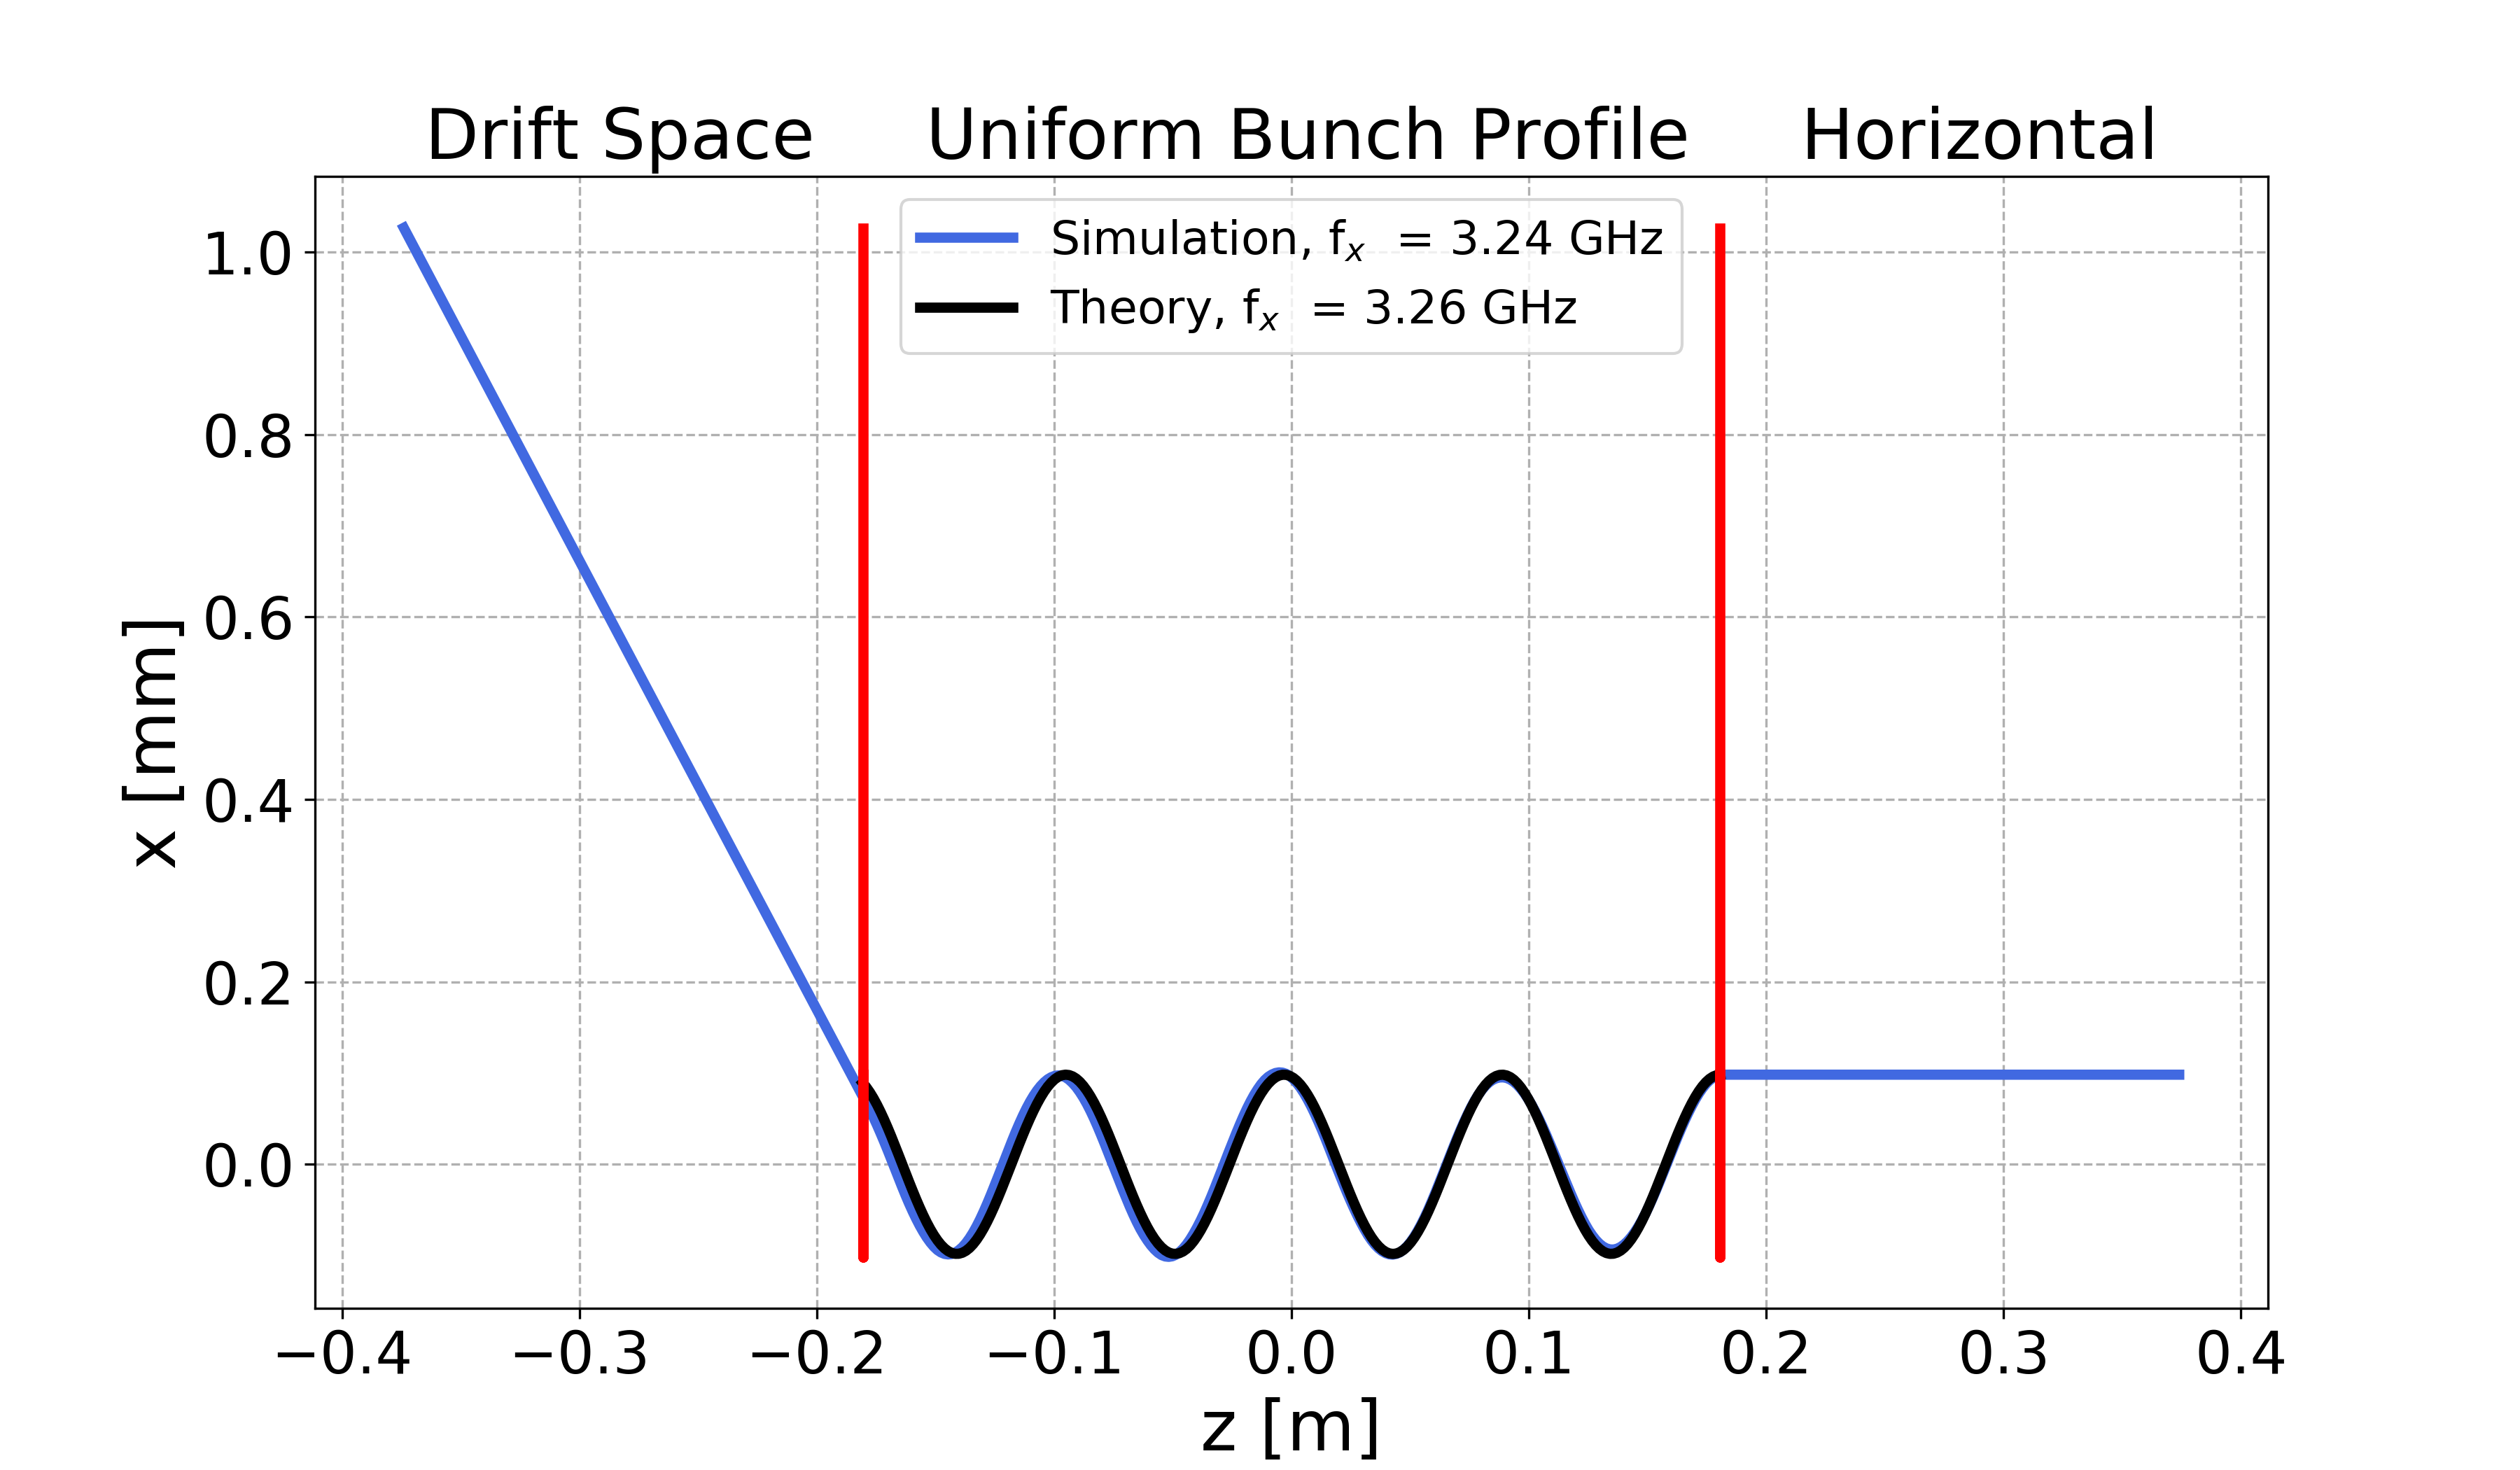 Drift Space Uniform Bunch Profile Horizontal
Simulation, fx = 3.24 GHz
Theory, fx = 3.26 GHz
x [mm]
1.0
0.8
0.6
0.4
0.2
0.0
−0.4 −0.3 −0.2 −0.1 0.0 0.1 0.2 0.3 0.4
z [m]